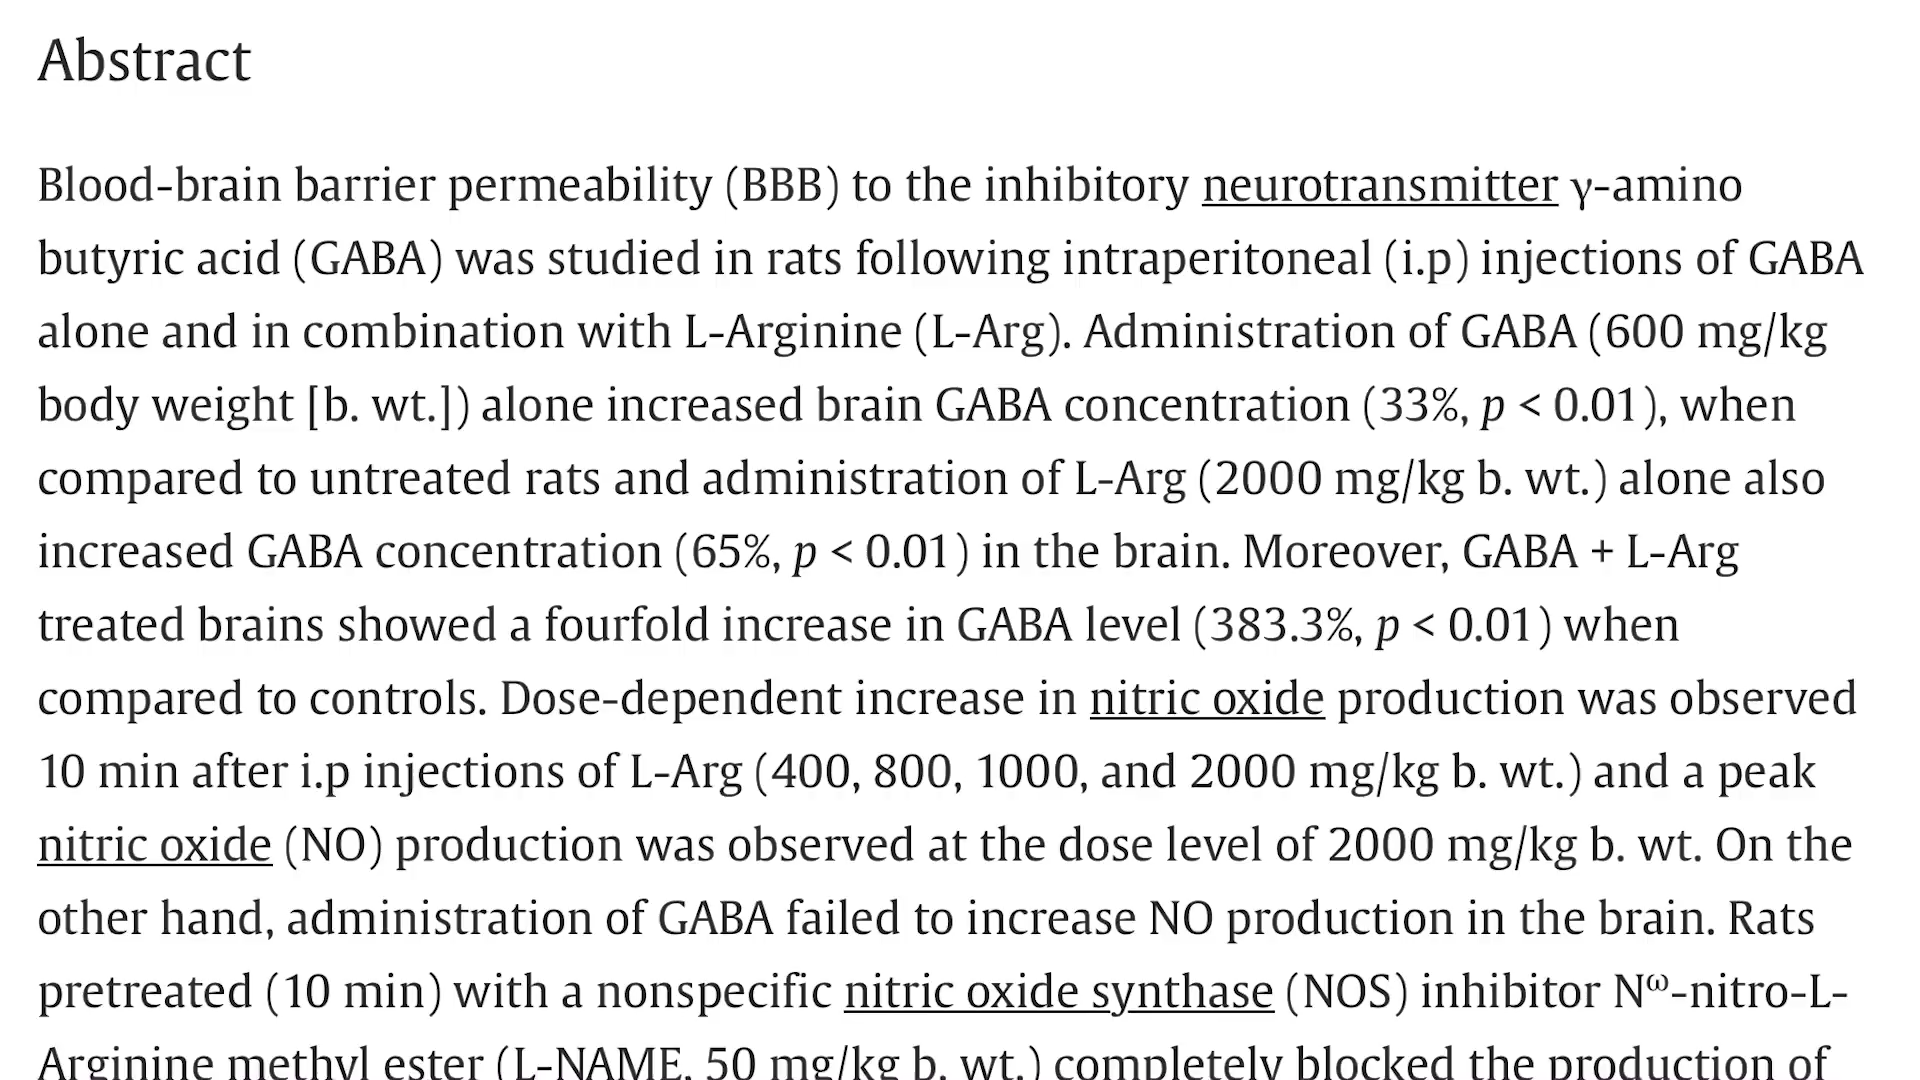 Abstract
Blood-brain barrier permeability (BBB) to the inhibitory neurotransmitter γ-amino
butyric acid (GABA) was studied in rats following intraperitoneal (i.p) injections of GABA
alone and in combination with L-Arginine (L-Arg). Administration of GABA (600 mg/kg
body weight [b. wt.]) alone increased brain GABA concentration (33%, p < 0.01), when
compared to untreated rats and administration of L-Arg (2000 mg/kg b. wt.) alone also
increased GABA concentration (65%, p < 0.01) in the brain. Moreover, GABA + L-Arg
treated brains showed a fourfold increase in GABA level (383.3%, p < 0.01) when
compared to controls. Dose-dependent increase in nitric oxide production was observed
10 min after i.p injections of L-Arg (400, 800, 1000, and 2000 mg/kg b. wt.) and a peak
nitric oxide (NO) production was observed at the dose level of 2000 mg/kg b. wt. On the
other hand, administration of GABA failed to increase NO production in the brain. Rats
pretreated (10 min) with a nonspecific nitric oxide synthase (NOS) inhibitor Nᵚ-nitro-L-
Arginine methyl ester (L-NAME, 50 mg/kg b. wt.) completely blocked the production of